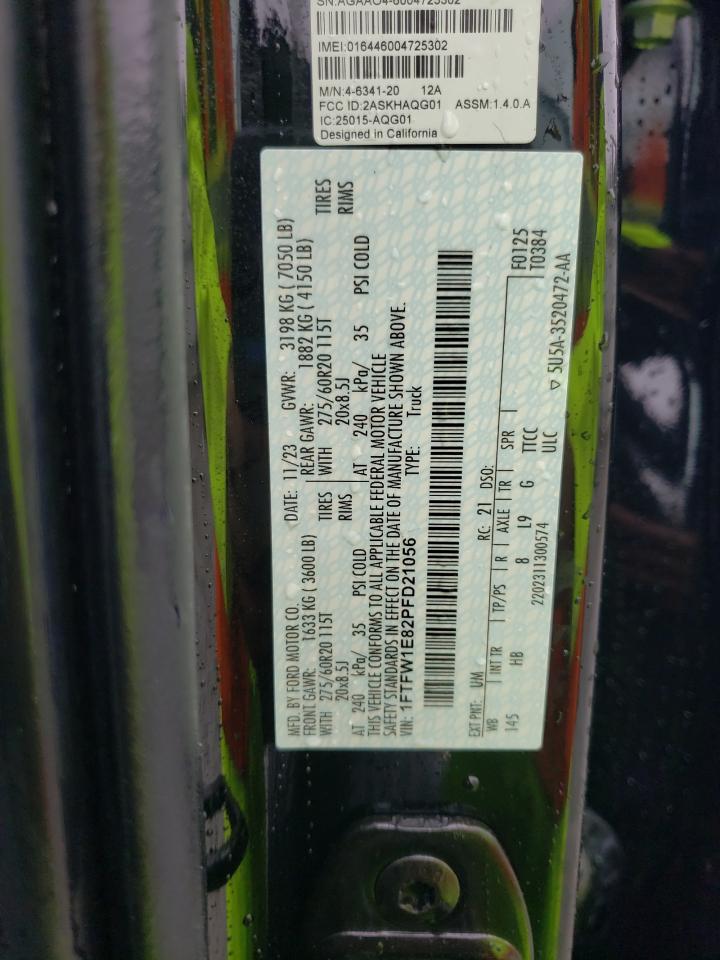 SN:AGAAO4-6004725302
IMEI:016446004725302
M/N:4-6341-20 12A
FCC ID:2ASKHAQG01 ASSM:1.4.0.A
IC:25015-AQG01
Designed in California
MFD. BY FORD MOTOR CO. DATE: 11/23 GVWR: 3198 KG ( 7050 LB)
FRONT GAWR: 1633 KG ( 3600 LB) REAR GAWR: 1882 KG ( 4150 LB)
WITH 275/60R20 115T TIRES WITH 275/60R20 115T TIRES
20x8.5J RIMS 20x8.5J RIMS
AT 240 kPa/ 35 PSI COLD AT 240 kPa/ 35 PSI COLD
THIS VEHICLE CONFORMS TO ALL APPLICABLE FEDERAL MOTOR VEHICLE
SAFETY STANDARDS IN EFFECT ON THE DATE OF MANUFACTURE SHOWN ABOVE.
VIN: 1FTFW1E82PFD21056 TYPE: Truck
EXT PNT: UM RC: 21 DSO: F0125
WB INT TR TP/PS R AXLE TR SPR T0384
145 HB 8 L9 G TTCC
2202311300574 ULC ▽ 5U5A-3520472-AA